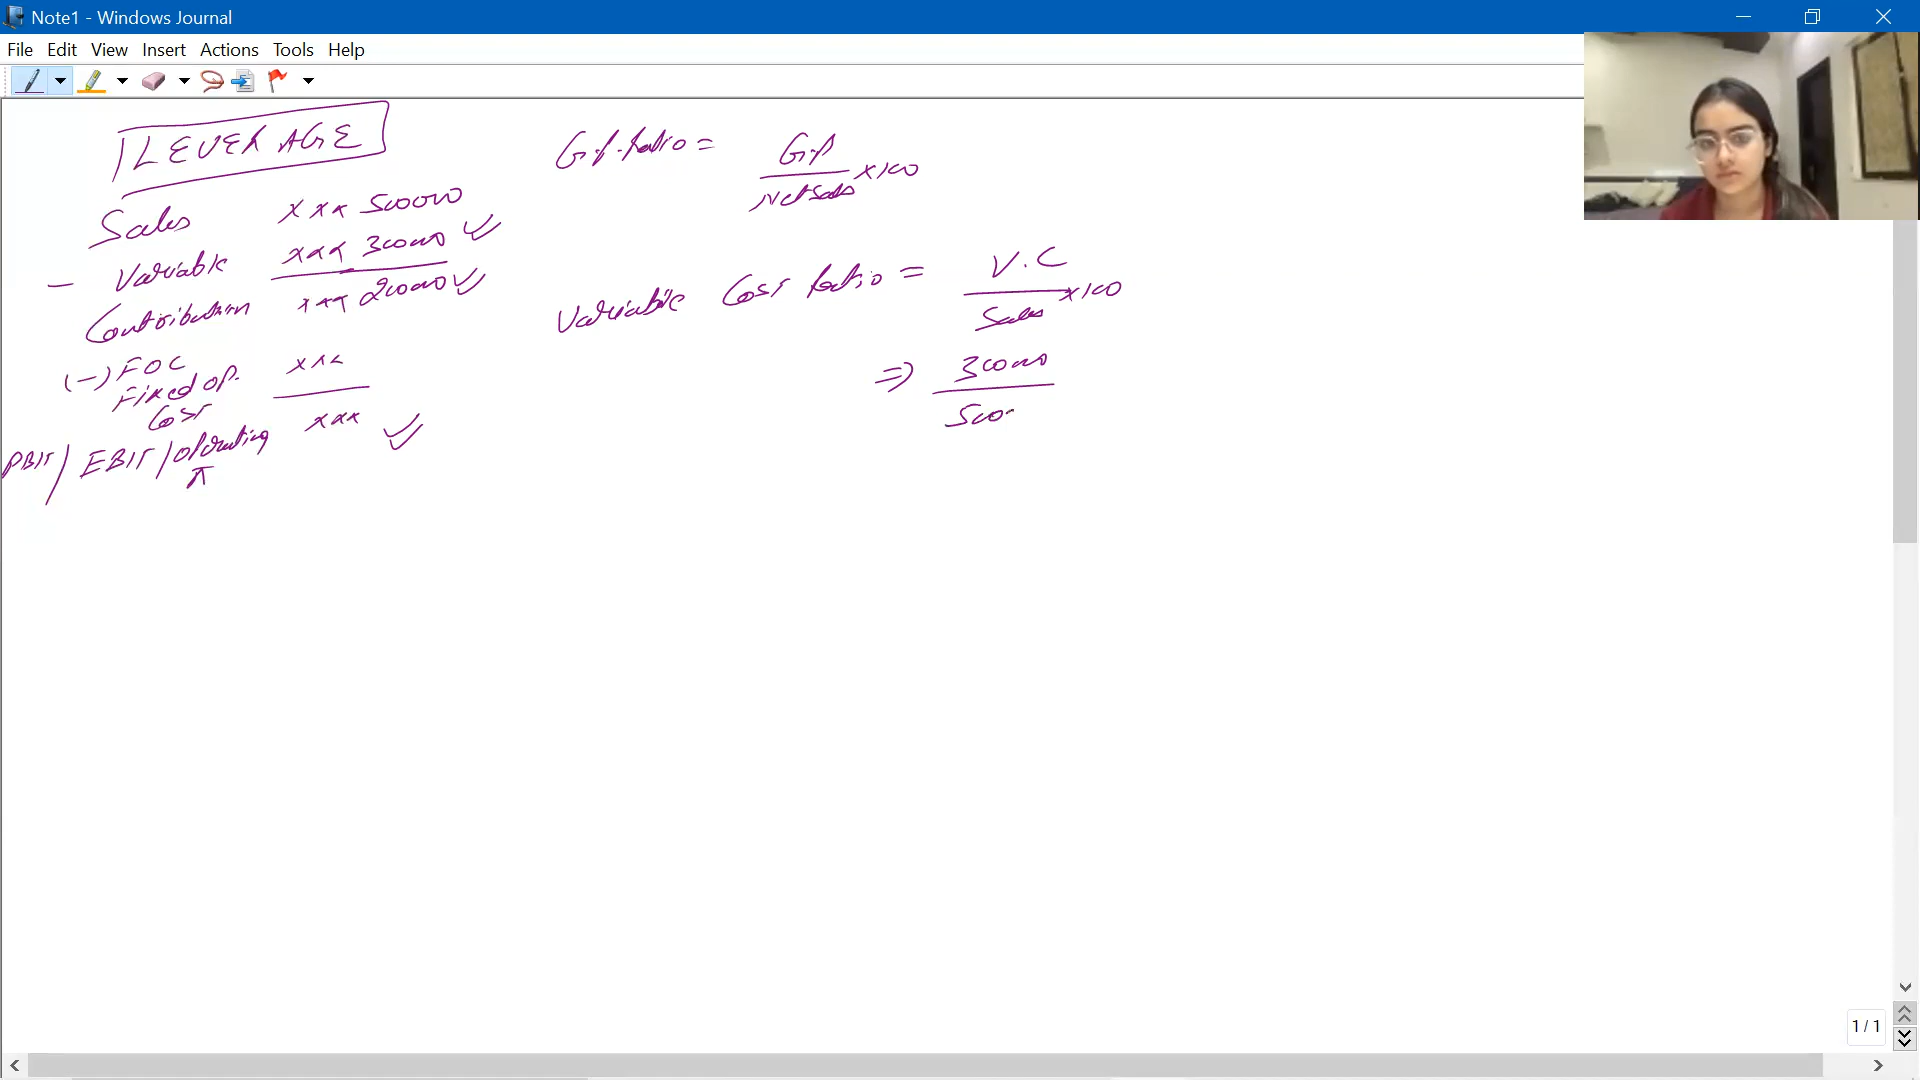 Note1 - Windows Journal
File Edit View Insert Actions Tools Help
LEVERAGE
Sales xxx 500000
- Variable xxx 300000
Contribution xxx 200000
(-) FOC xxx
Fixed op.
Cost
PBIT / EBIT / operating xxx
π
G.P. Ratio = G.P / Net Sales x100
Variable Cost Ratio = V.C / Sales x100
=> 300000 / 500
1 / 1